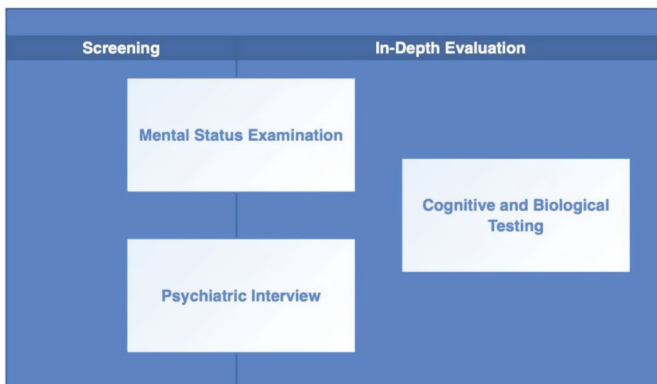 Screening
In-Depth Evaluation
Mental Status Examination
Cognitive and Biological
Testing
Psychiatric Interview